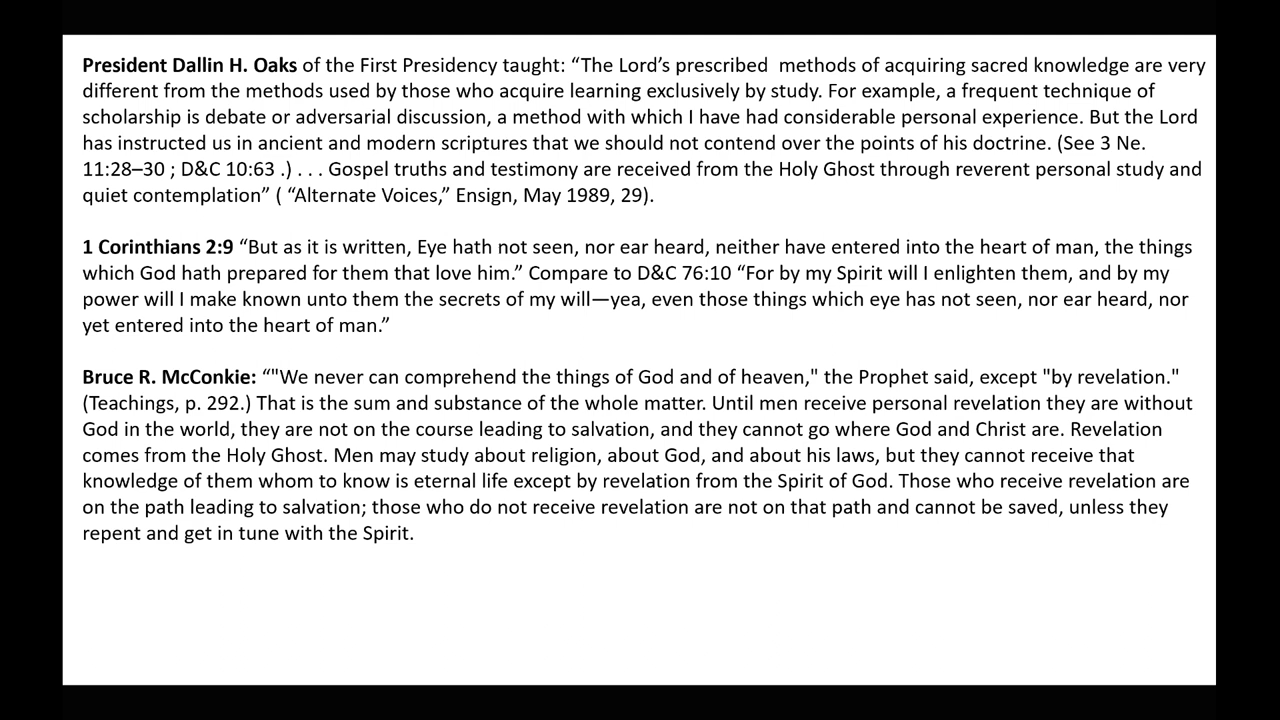 President Dallin H. Oaks of the First Presidency taught: “The Lord’s prescribed  methods of acquiring sacred knowledge are very
different from the methods used by those who acquire learning exclusively by study. For example, a frequent technique of
scholarship is debate or adversarial discussion, a method with which I have had considerable personal experience. But the Lord
has instructed us in ancient and modern scriptures that we should not contend over the points of his doctrine. (See 3 Ne.
11:28–30 ; D&C 10:63 .) . . . Gospel truths and testimony are received from the Holy Ghost through reverent personal study and
quiet contemplation” ( “Alternate Voices,” Ensign, May 1989, 29).
1 Corinthians 2:9 “But as it is written, Eye hath not seen, nor ear heard, neither have entered into the heart of man, the things
which God hath prepared for them that love him.” Compare to D&C 76:10 “For by my Spirit will I enlighten them, and by my
power will I make known unto them the secrets of my will—yea, even those things which eye has not seen, nor ear heard, nor
yet entered into the heart of man.”
Bruce R. McConkie: “"We never can comprehend the things of God and of heaven," the Prophet said, except "by revelation."
(Teachings, p. 292.) That is the sum and substance of the whole matter. Until men receive personal revelation they are without
God in the world, they are not on the course leading to salvation, and they cannot go where God and Christ are. Revelation
comes from the Holy Ghost. Men may study about religion, about God, and about his laws, but they cannot receive that
knowledge of them whom to know is eternal life except by revelation from the Spirit of God. Those who receive revelation are
on the path leading to salvation; those who do not receive revelation are not on that path and cannot be saved, unless they
repent and get in tune with the Spirit.